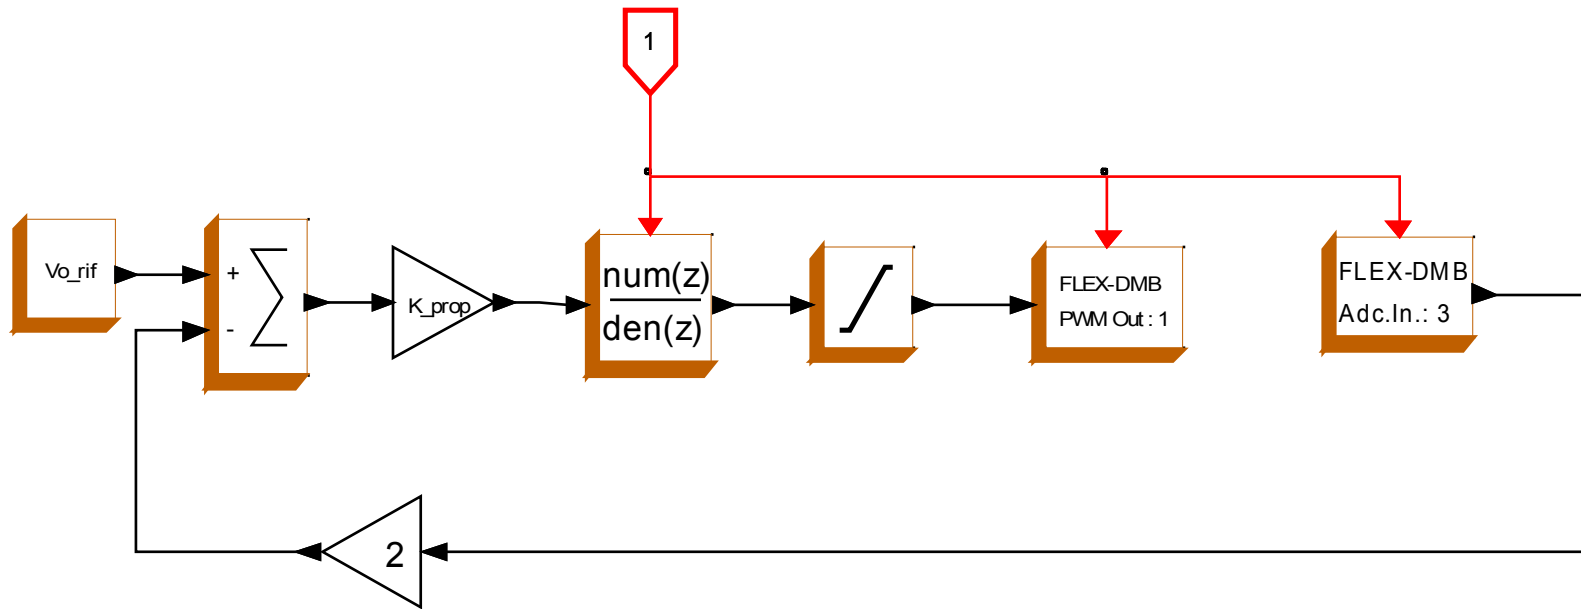 1
Vo_rif
+
-
∑
K_prop
num(z)
den(z)
FLEX-DMB
PWM Out : 1
FLEX-DMB
Adc.In.: 3
2